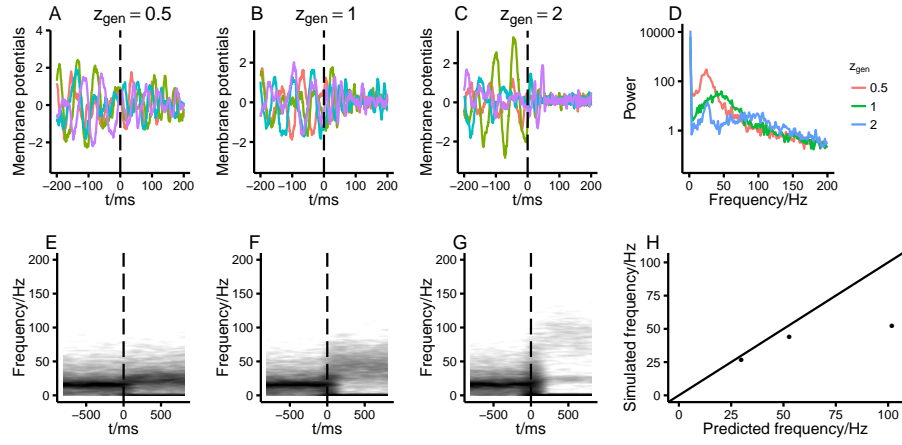 A z_gen = 0.5
B z_gen = 1
C z_gen = 2
D
Membrane potentials
4
2
0
−2
−200 −100 0 100 200
t/ms
Membrane potentials
2
0
−2
−200 −100 0 100 200
t/ms
Membrane potentials
2
0
−2
−200 −100 0 100 200
t/ms
Power
10000
100
1
0 50 100 150 200
Frequency/Hz
z_gen
0.5
1
2
E
Frequency/Hz
200
150
100
50
0
−500 0 500
t/ms
F
Frequency/Hz
200
150
100
50
0
−500 0 500
t/ms
G
Frequency/Hz
200
150
100
50
0
−500 0 500
t/ms
H
Simulated frequency/Hz
100
75
50
25
0
0 25 50 75 100
Predicted frequency/Hz